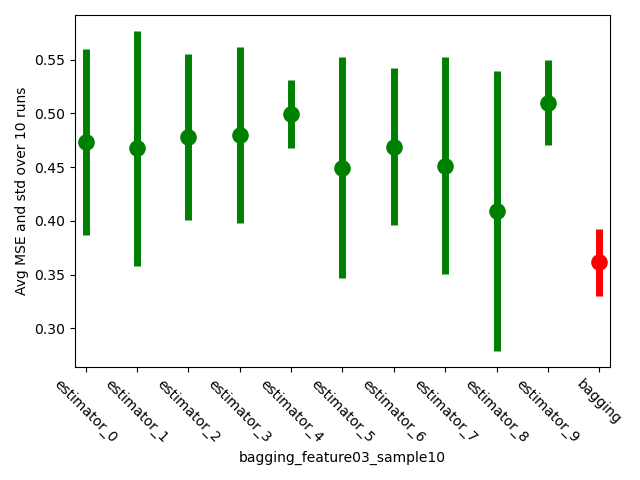 Avg MSE and std over 10 runs
0.55
0.50
0.45
0.40
0.35
0.30
estimator_0
estimator_1
estimator_2
estimator_3
estimator_4
estimator_5
estimator_6
estimator_7
estimator_8
estimator_9
bagging
bagging_feature03_sample10